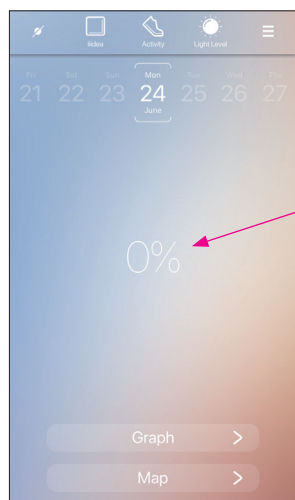 iiidea Activity Light Level
Fri Sat Sun Mon Tue Wed Thu
21 22 23 24 25 26 27
June
0%
Graph
Map